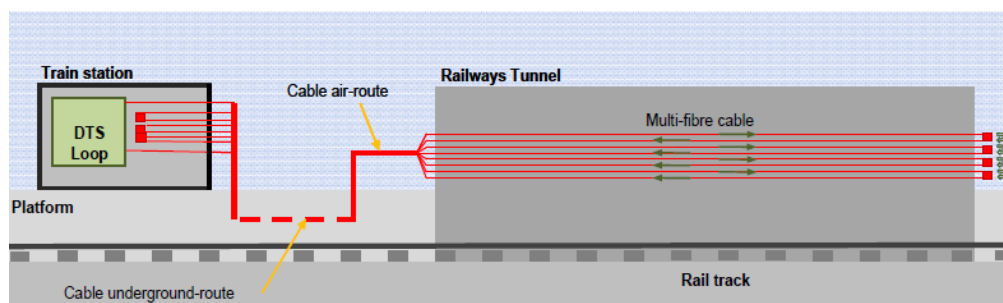 Train station
Railways Tunnel
Cable air-route
Multi-fibre cable
DTS
Loop
Platform
Rail track
Cable underground-route